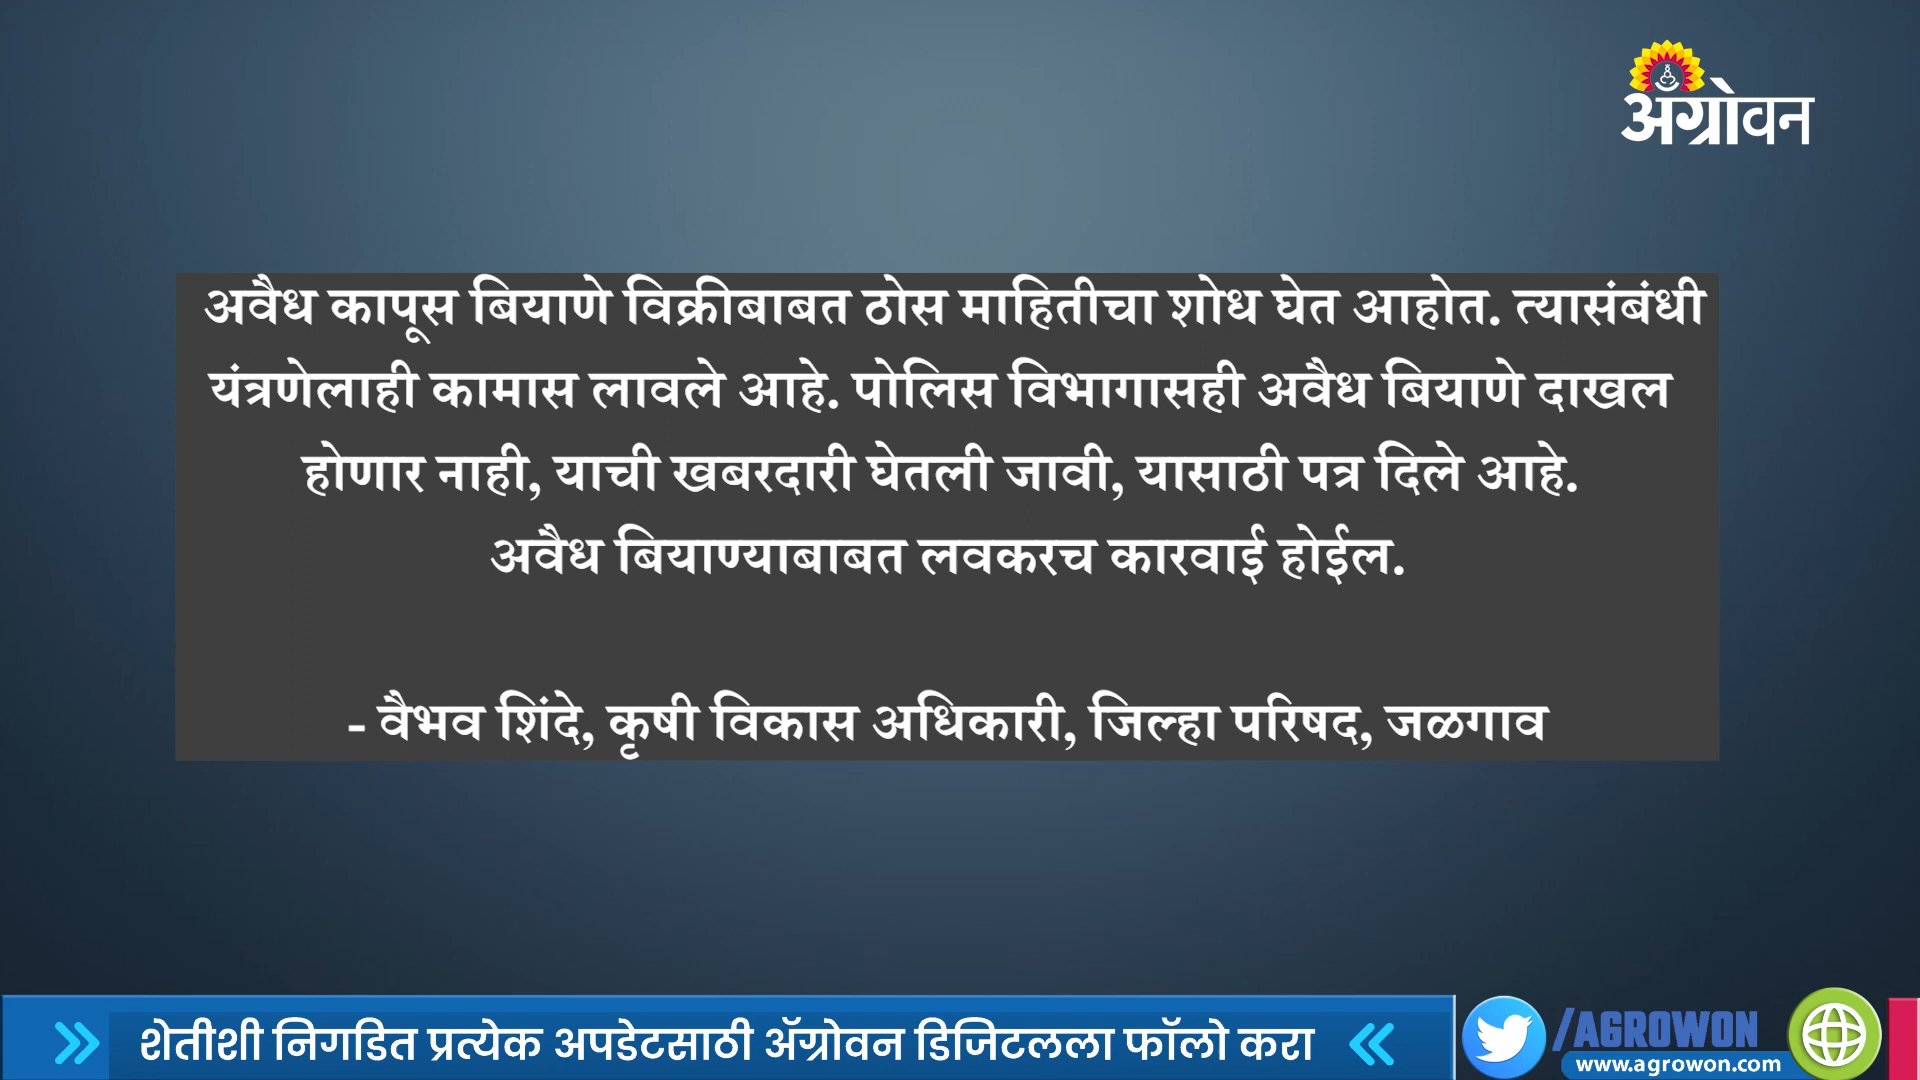 अ‍ॅग्रोवन
अवैध कापूस बियाणे विक्रीबाबत ठोस माहितीचा शोध घेत आहोत. त्यासंबंधी
यंत्रणेलाही कामास लावले आहे. पोलिस विभागासही अवैध बियाणे दाखल
होणार नाही, याची खबरदारी घेतली जावी, यासाठी पत्र दिले आहे.
अवैध बियाण्याबाबत लवकरच कारवाई होईल.
- वैभव शिंदे, कृषी विकास अधिकारी, जिल्हा परिषद, जळगाव
शेतीशी निगडित प्रत्येक अपडेटसाठी ॲग्रोवन डिजिटलला फॉलो करा
/AGROWON
www.agrowon.com